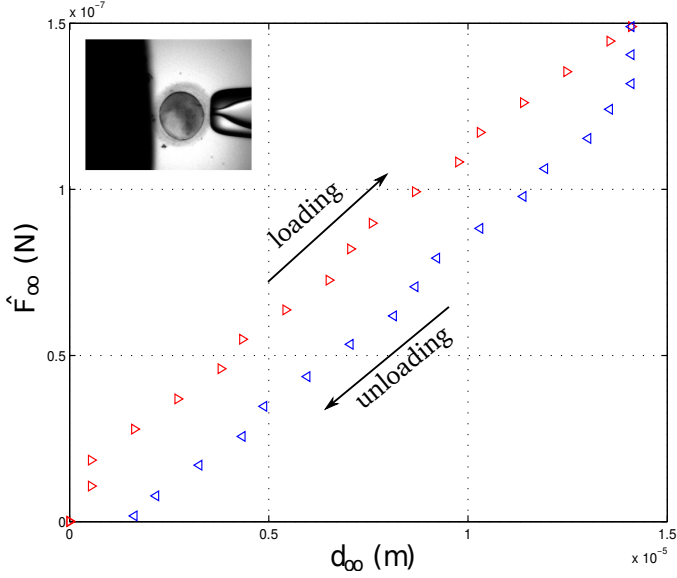 × 10⁻⁷
1.5
1
0.5
0
F̂∞ (N)
loading
unloading
0 0.5 1 1.5
× 10⁻⁵
d∞ (m)